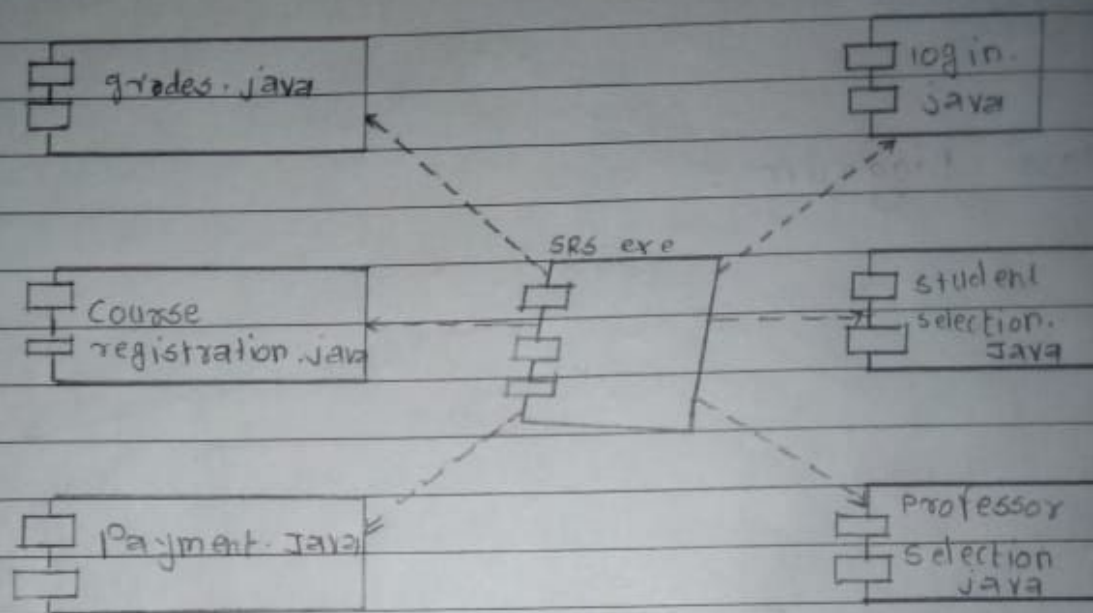 grades.java
login.
java
SRS exe
Course
registration.java
student
selection.
Java
Payment.Java
Professor
Selection
java